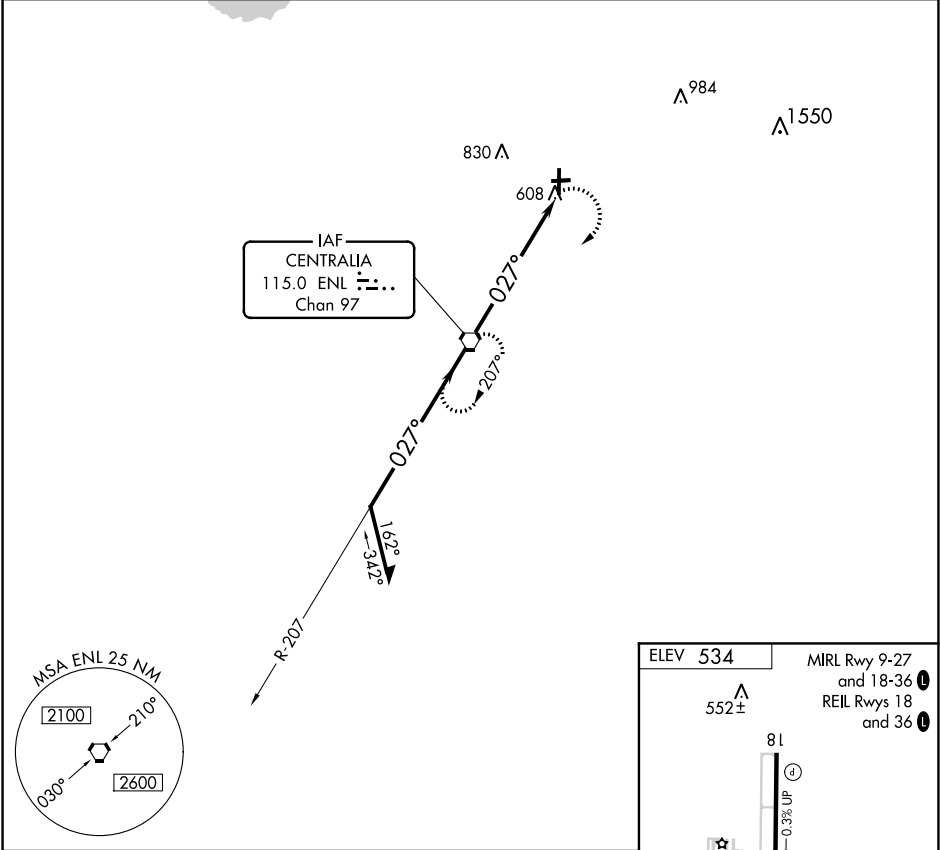 984
1550
830
608
IAF
CENTRALIA
115.0 ENL
Chan 97
027°
207°
027°
162°
342°
R-207
MSA ENL 25 NM
2100
210°
030°
2600
ELEV 534
MIRL Rwy 9-27
and 18-36 L
REIL Rwys 18
and 36 L
552±
18
P
0.3% UP